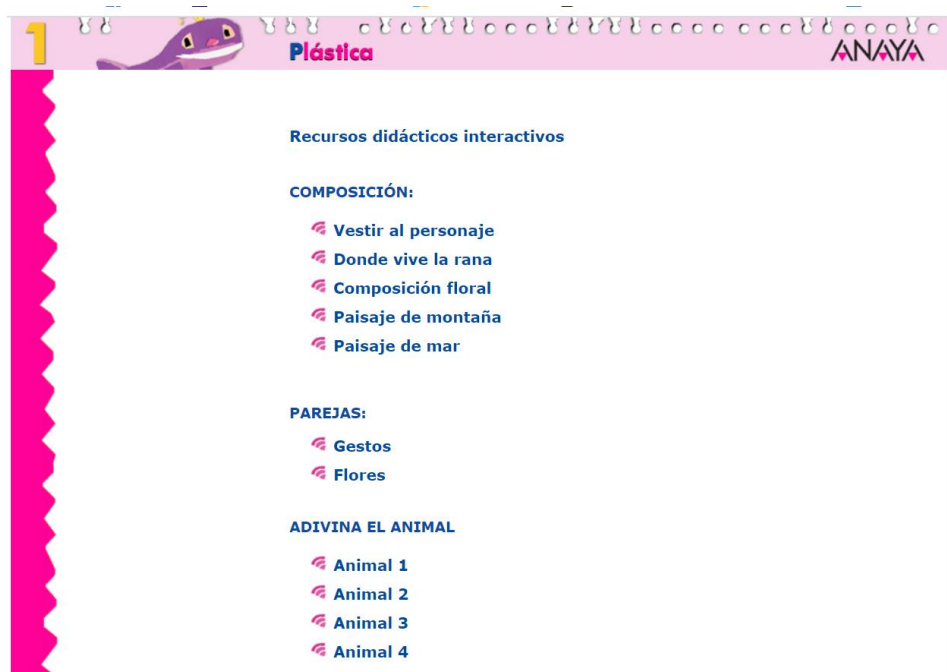 1
Plástica
ANAYA
Recursos didácticos interactivos
COMPOSICIÓN:
Vestir al personaje
Donde vive la rana
Composición floral
Paisaje de montaña
Paisaje de mar
PAREJAS:
Gestos
Flores
ADIVINA EL ANIMAL
Animal 1
Animal 2
Animal 3
Animal 4